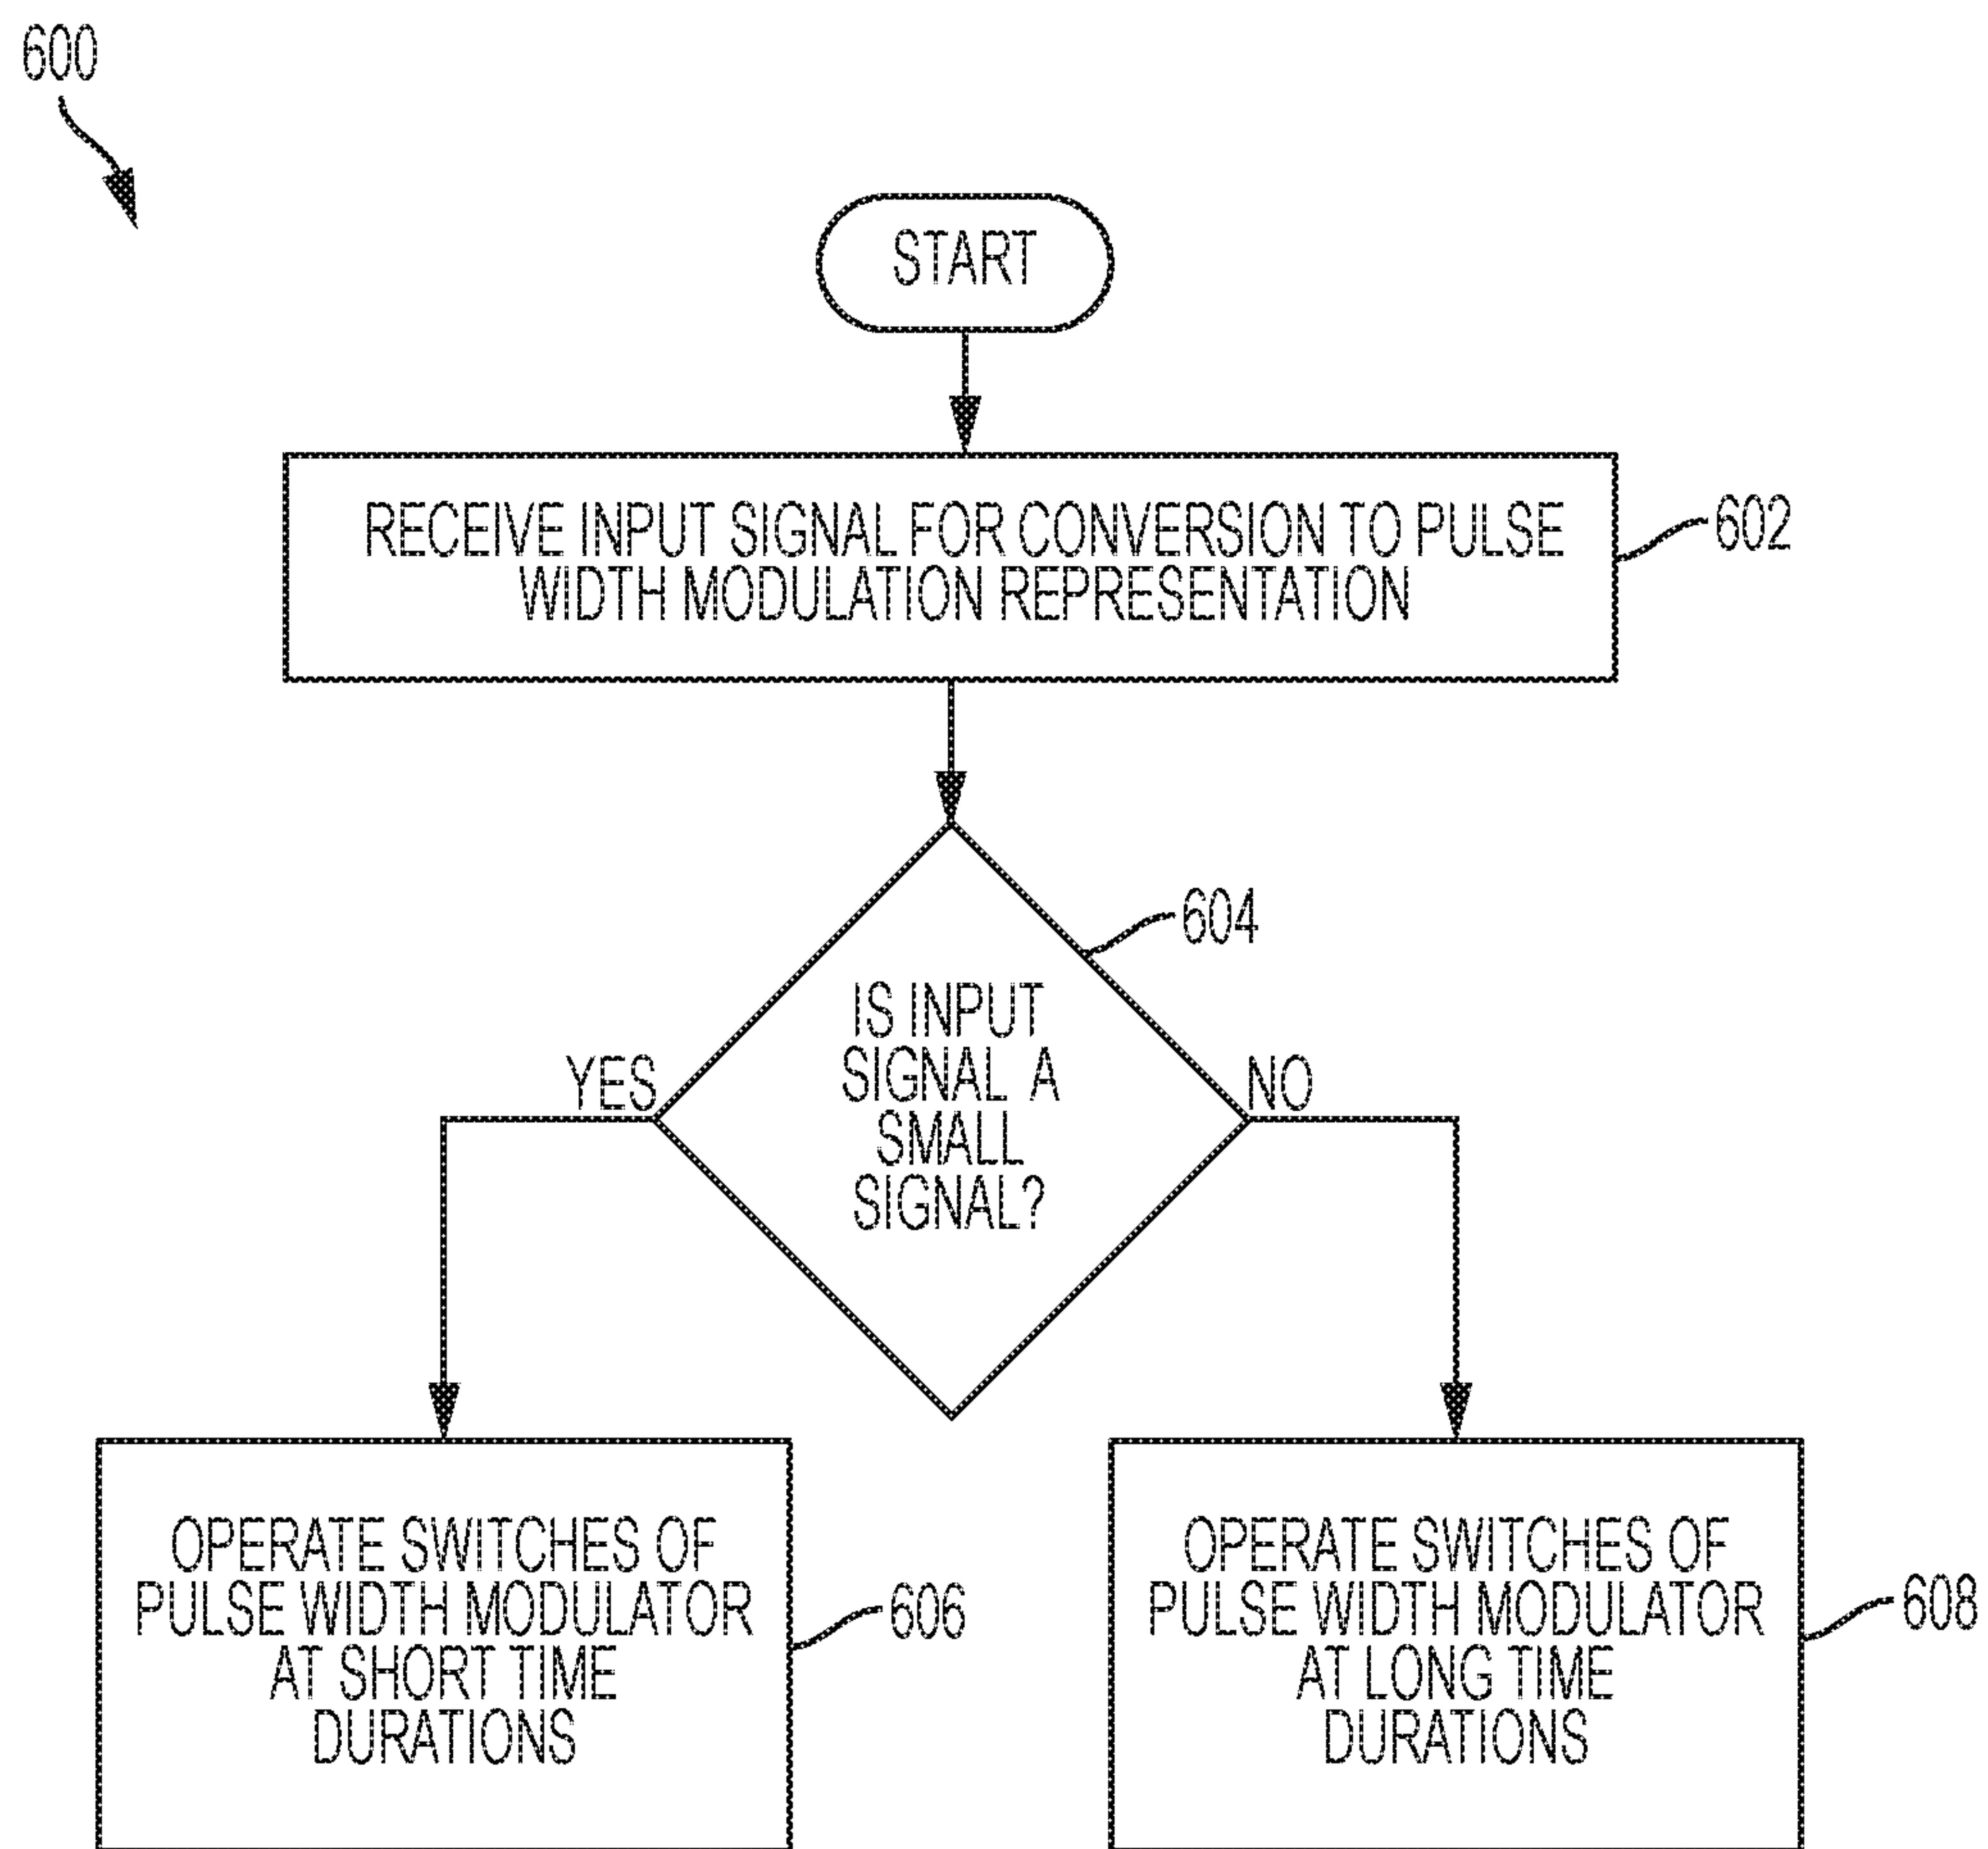 600
START
RECEIVE INPUT SIGNAL FOR CONVERSION TO PULSE
WIDTH MODULATION REPRESENTATION
602
604
IS INPUT
SIGNAL A
SMALL
SIGNAL?
YES
NO
OPERATE SWITCHES OF
PULSE WIDTH MODULATOR
AT SHORT TIME
DURATIONS
606
OPERATE SWITCHES OF
PULSE WIDTH MODULATOR
AT LONG TIME
DURATIONS
608